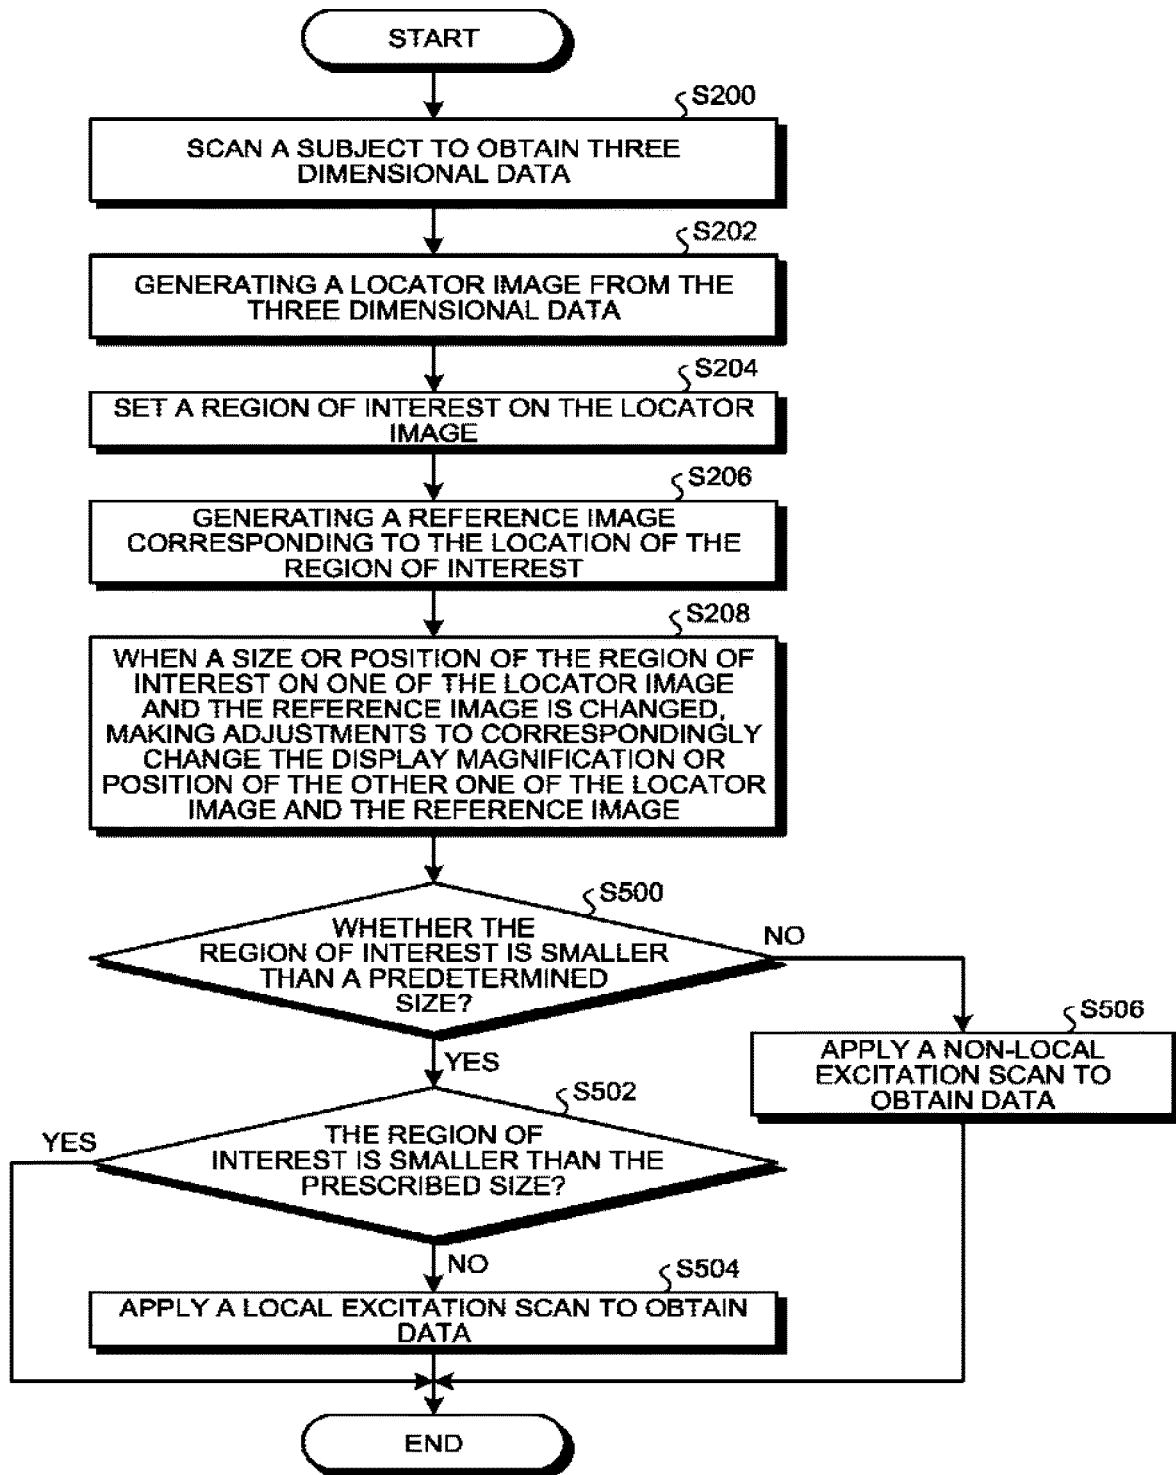 START
S200
SCAN A SUBJECT TO OBTAIN THREE
DIMENSIONAL DATA
S202
GENERATING A LOCATOR IMAGE FROM THE
THREE DIMENSIONAL DATA
S204
SET A REGION OF INTEREST ON THE LOCATOR
IMAGE
S206
GENERATING A REFERENCE IMAGE
CORRESPONDING TO THE LOCATION OF THE
REGION OF INTEREST
S208
WHEN A SIZE OR POSITION OF THE REGION OF
INTEREST ON ONE OF THE LOCATOR IMAGE
AND THE REFERENCE IMAGE IS CHANGED,
MAKING ADJUSTMENTS TO CORRESPONDINGLY
CHANGE THE DISPLAY MAGNIFICATION OR
POSITION OF THE OTHER ONE OF THE LOCATOR
IMAGE AND THE REFERENCE IMAGE
S500
WHETHER THE
REGION OF INTEREST IS SMALLER
THAN A PREDETERMINED
SIZE?
NO
YES
S506
APPLY A NON-LOCAL
EXCITATION SCAN TO
OBTAIN DATA
S502
YES
THE REGION OF
INTEREST IS SMALLER THAN THE
PRESCRIBED SIZE?
NO
S504
APPLY A LOCAL EXCITATION SCAN TO OBTAIN
DATA
END